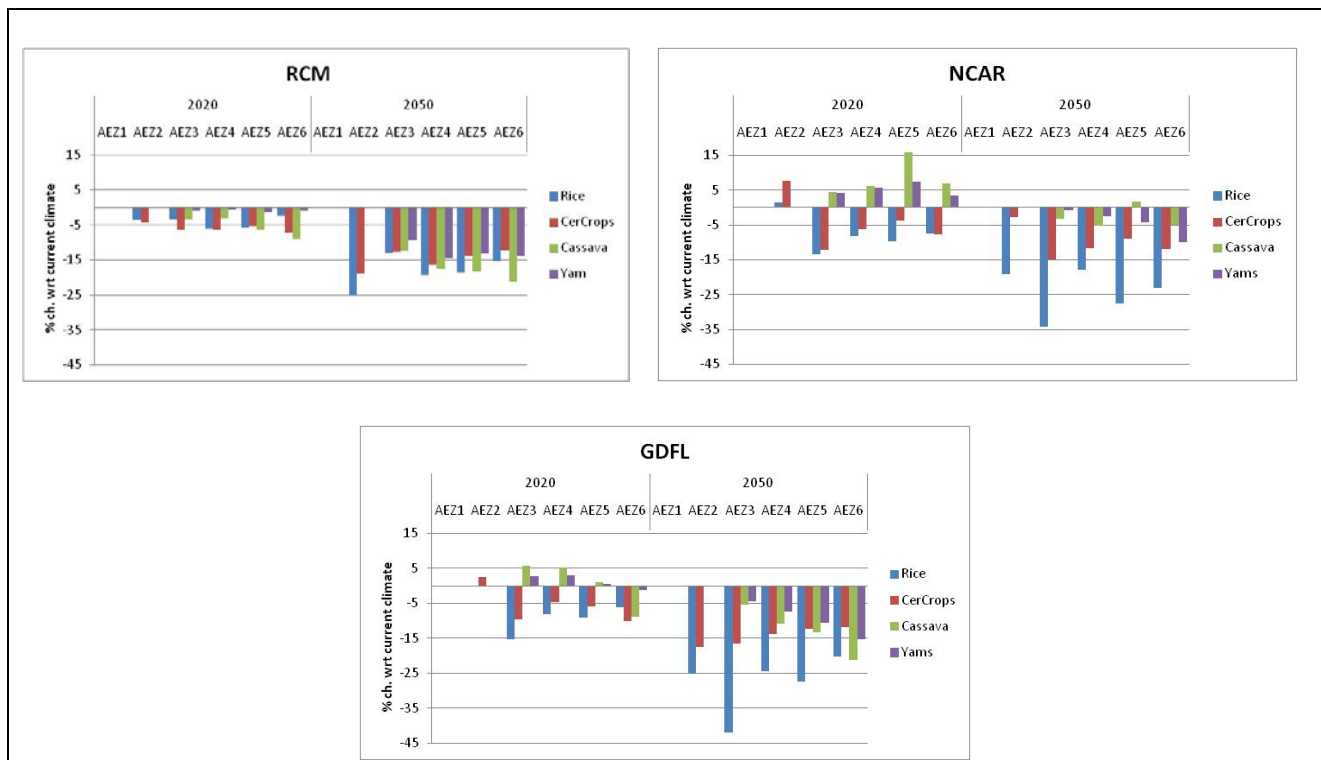 RCM
2020 2050
AEZ1 AEZ2 AEZ3 AEZ4 AEZ5 AEZ6 AEZ1 AEZ2 AEZ3 AEZ4 AEZ5 AEZ6
% ch. wrt current climate
15
5
-5
-15
-25
-35
-45
Rice
CerCrops
Cassava
Yam
NCAR
2020 2050
AEZ1 AEZ2 AEZ3 AEZ4 AEZ5 AEZ6 AEZ1 AEZ2 AEZ3 AEZ4 AEZ5 AEZ6
% ch. wrt current climate
15
5
-5
-15
-25
-35
-45
Rice
CerCrops
Cassava
Yams
GDFL
2020 2050
AEZ1 AEZ2 AEZ3 AEZ4 AEZ5 AEZ6 AEZ1 AEZ2 AEZ3 AEZ4 AEZ5 AEZ6
% ch. wrt current climate
15
5
-5
-15
-25
-35
-45
Rice
CerCrops
Cassava
Yams